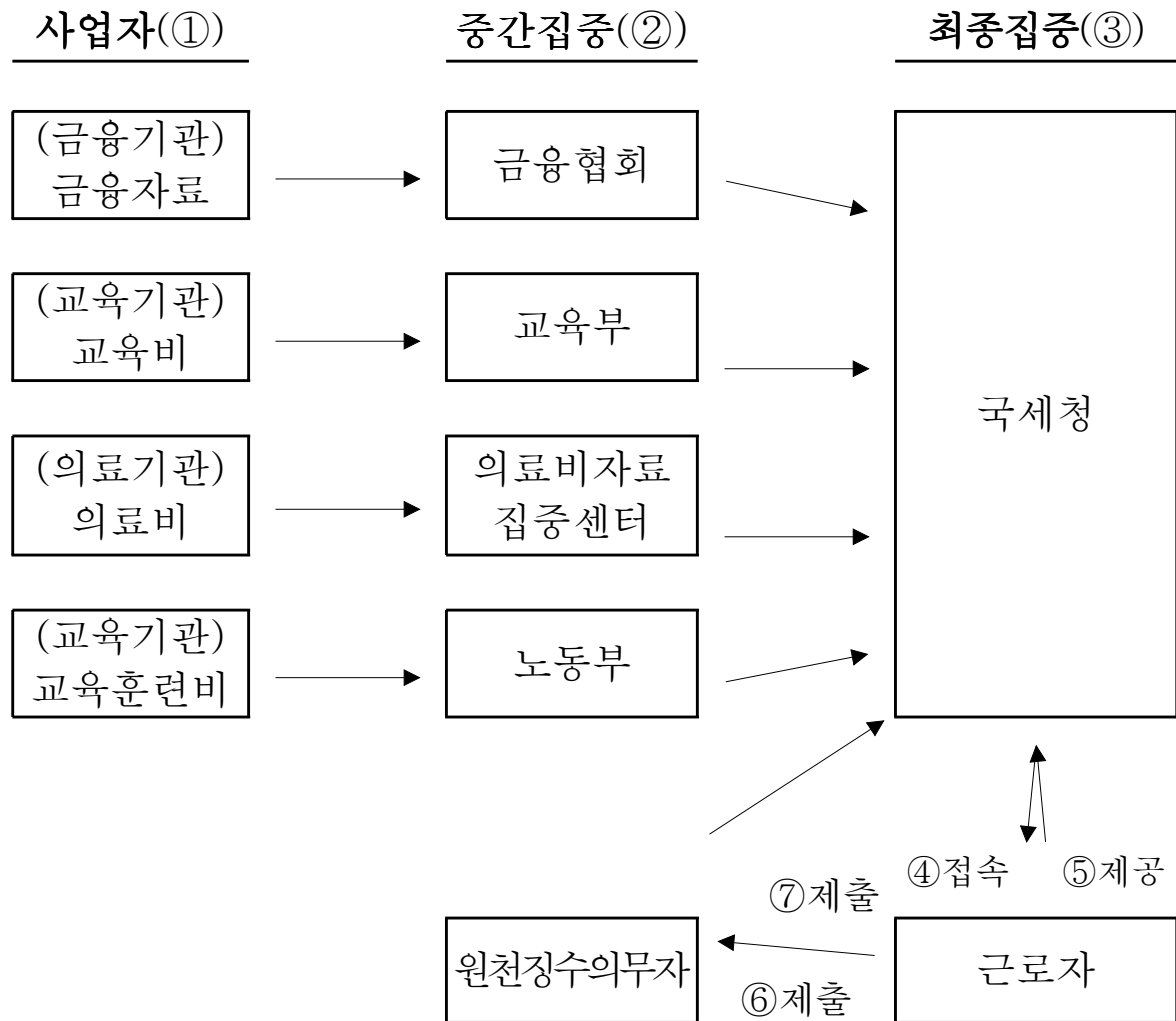 사업자(①) 중간집중(②) 최종집중(③)
(금융기관)
금융자료
금융협회
(교육기관)
교육비
교육부
국세청
(의료기관)
의료비
의료비자료
집중센터
(교육기관)
교육훈련비
노동부
④접속 ⑤제공
⑦제출
원천징수의무자
⑥제출
근로자